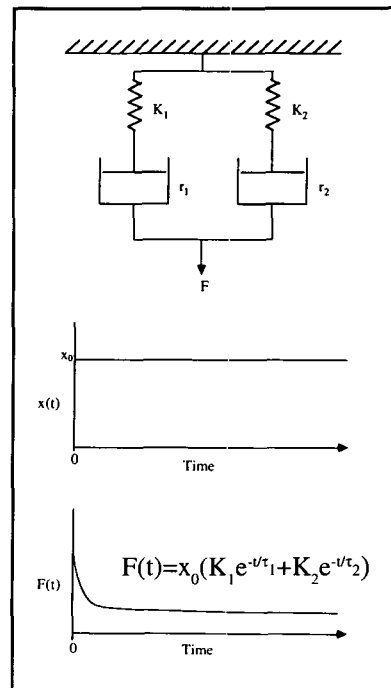 K₁
K₂
r₁
r₂
F
x₀
x(t)
0
Time
F(t)=x₀(K₁e^-t/τ₁+K₂e^-t/τ₂)
F(t)
0
Time